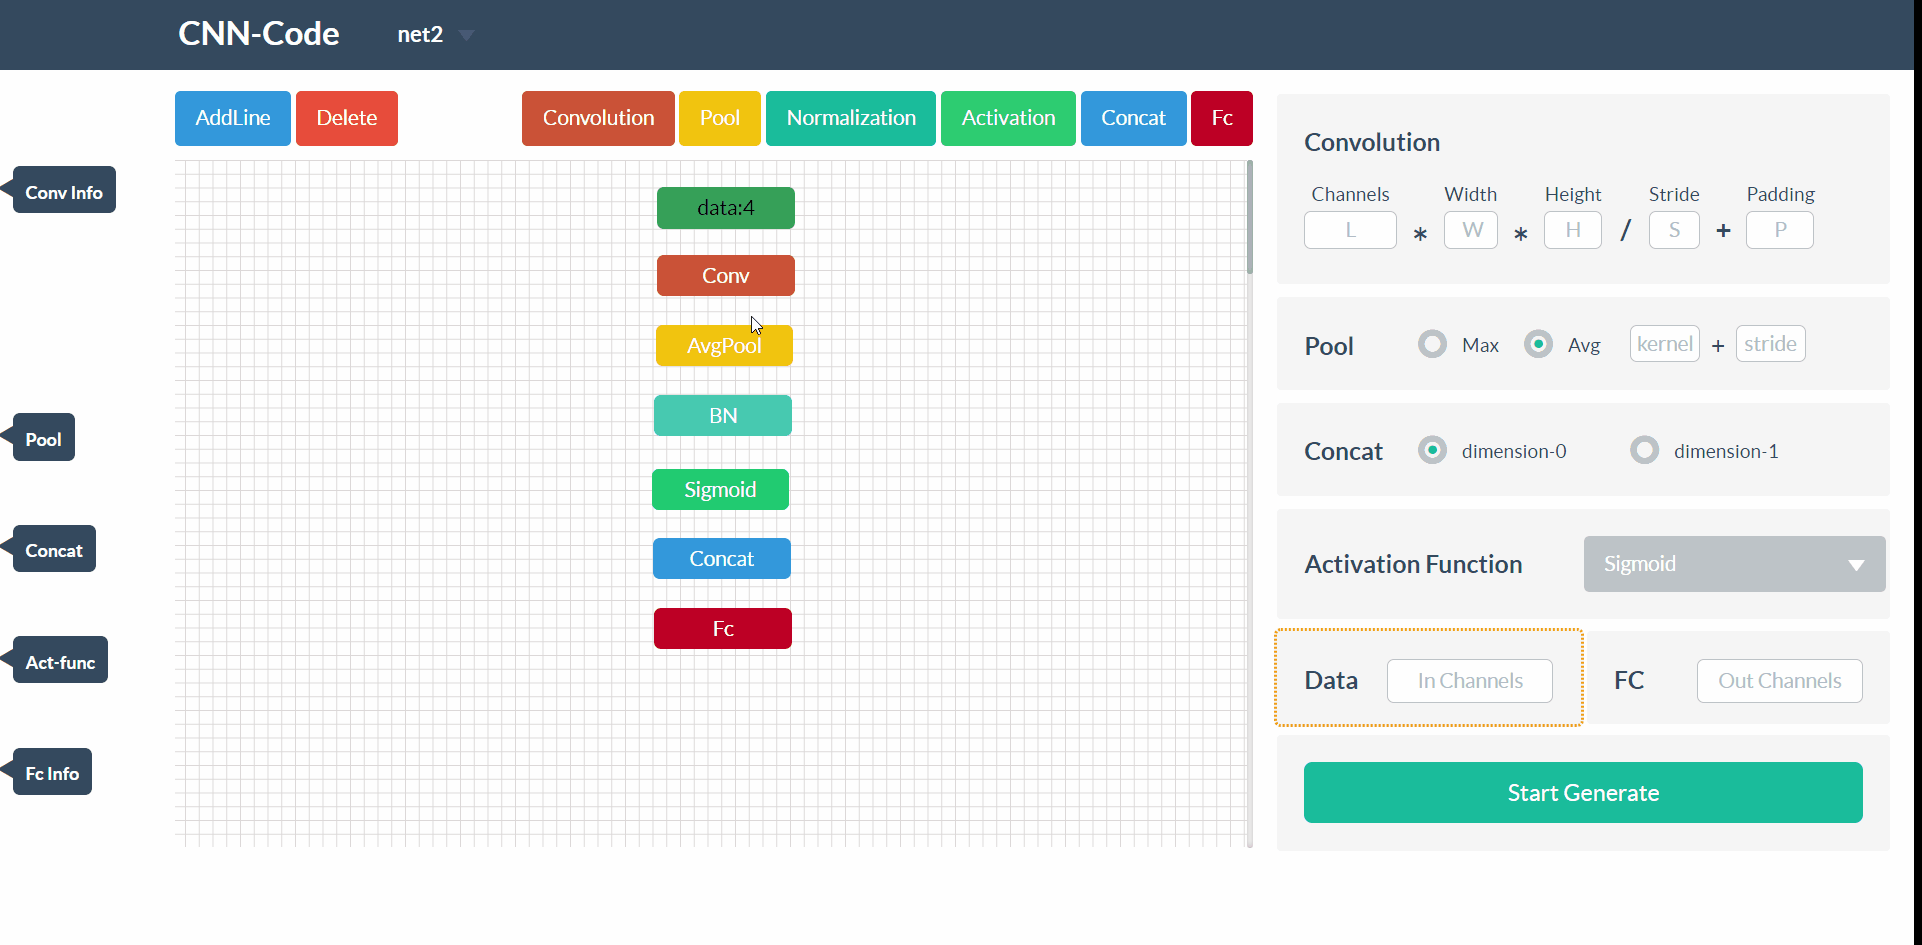 CNN-Code net2
AddLine Delete Convolution Pool Normalization Activation Concat Fc
Conv Info
Pool
Concat
Act-func
Fc Info
data:4
Conv
AvgPool
BN
Sigmoid
Concat
Fc
Convolution
Channels Width Height Stride Padding
L * W * H / S + P
Pool Max Avg kernel + stride
Concat dimension-0 dimension-1
Activation Function Sigmoid
Data In Channels FC Out Channels
Start Generate